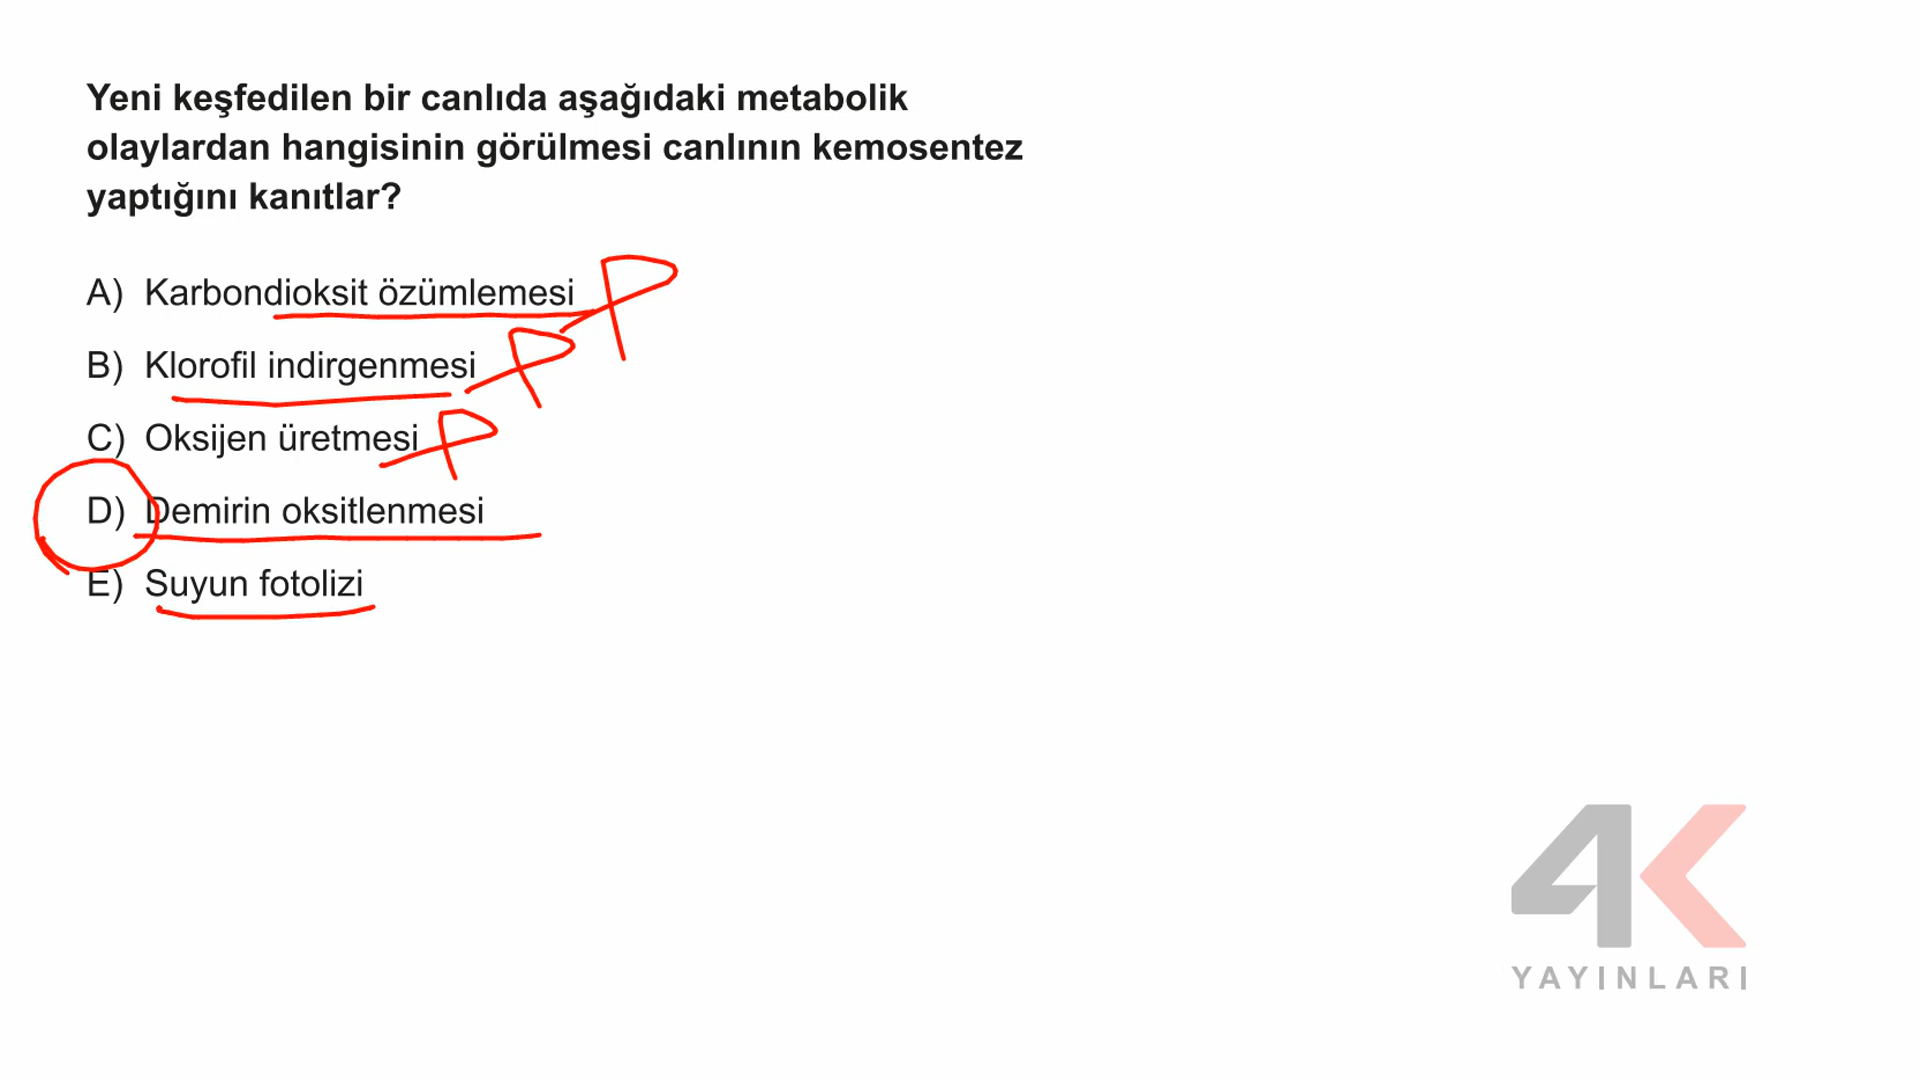 Yeni keşfedilen bir canlıda aşağıdaki metabolik
olaylardan hangisinin görülmesi canlının kemosentez
yaptığını kanıtlar?
A) Karbondioksit özümlemesi
B) Klorofil indirgenmesi
C) Oksijen üretmesi
D) Demirin oksitlenmesi
E) Suyun fotolizi
4K
YAYINLARI